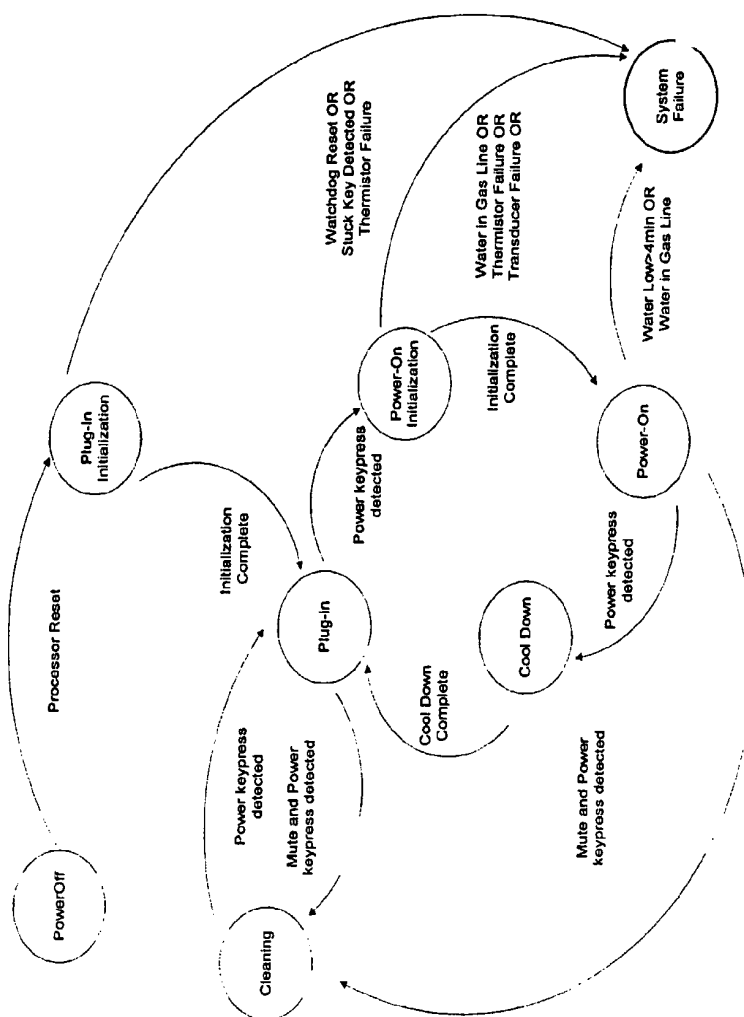 PowerOff
Processor Reset
Plug-In
Initialization
Watchdog Reset OR
Stuck Key Detected OR
Thermistor Failure
Initialization
Complete
Cleaning
Power keypress
detected
Mute and Power
keypress detected
Plug-In
Power keypress
detected
Power-On
Initialization
Water in Gas Line OR
Thermistor Failure OR
Transducer Failure OR
Initialization
Complete
Cool Down
Complete
Cool Down
Power keypress
detected
Power-On
Water Low>4min OR
Water in Gas Line
System
Failure
Mute and Power
keypress detected